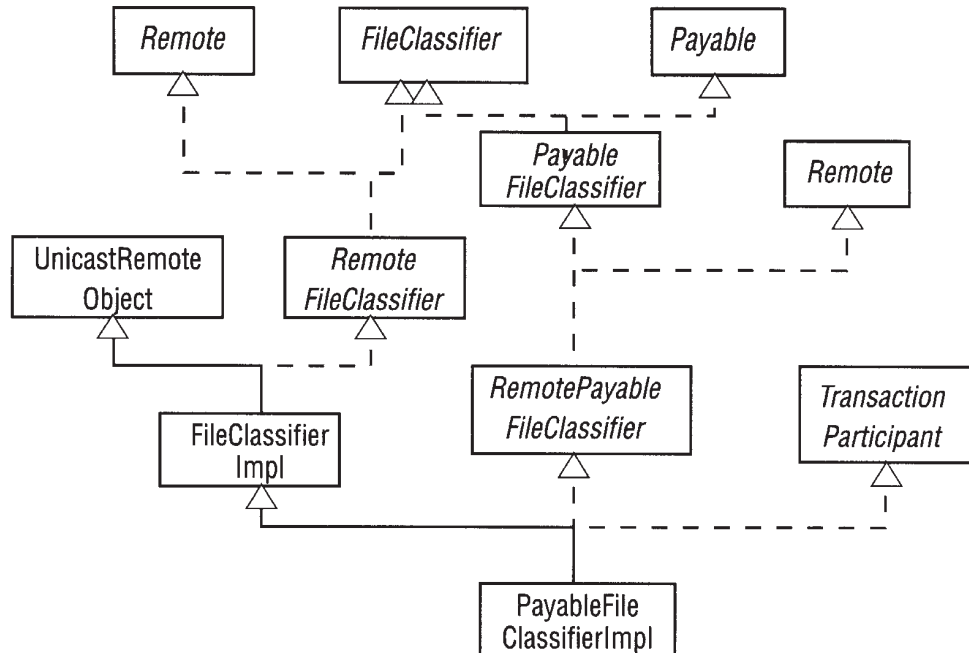 Remote
FileClassifier
Payable
Payable
FileClassifier
Remote
UnicastRemote
Object
Remote
FileClassifier
RemotePayable
FileClassifier
Transaction
Participant
FileClassifier
Impl
PayableFile
ClassifierImpl